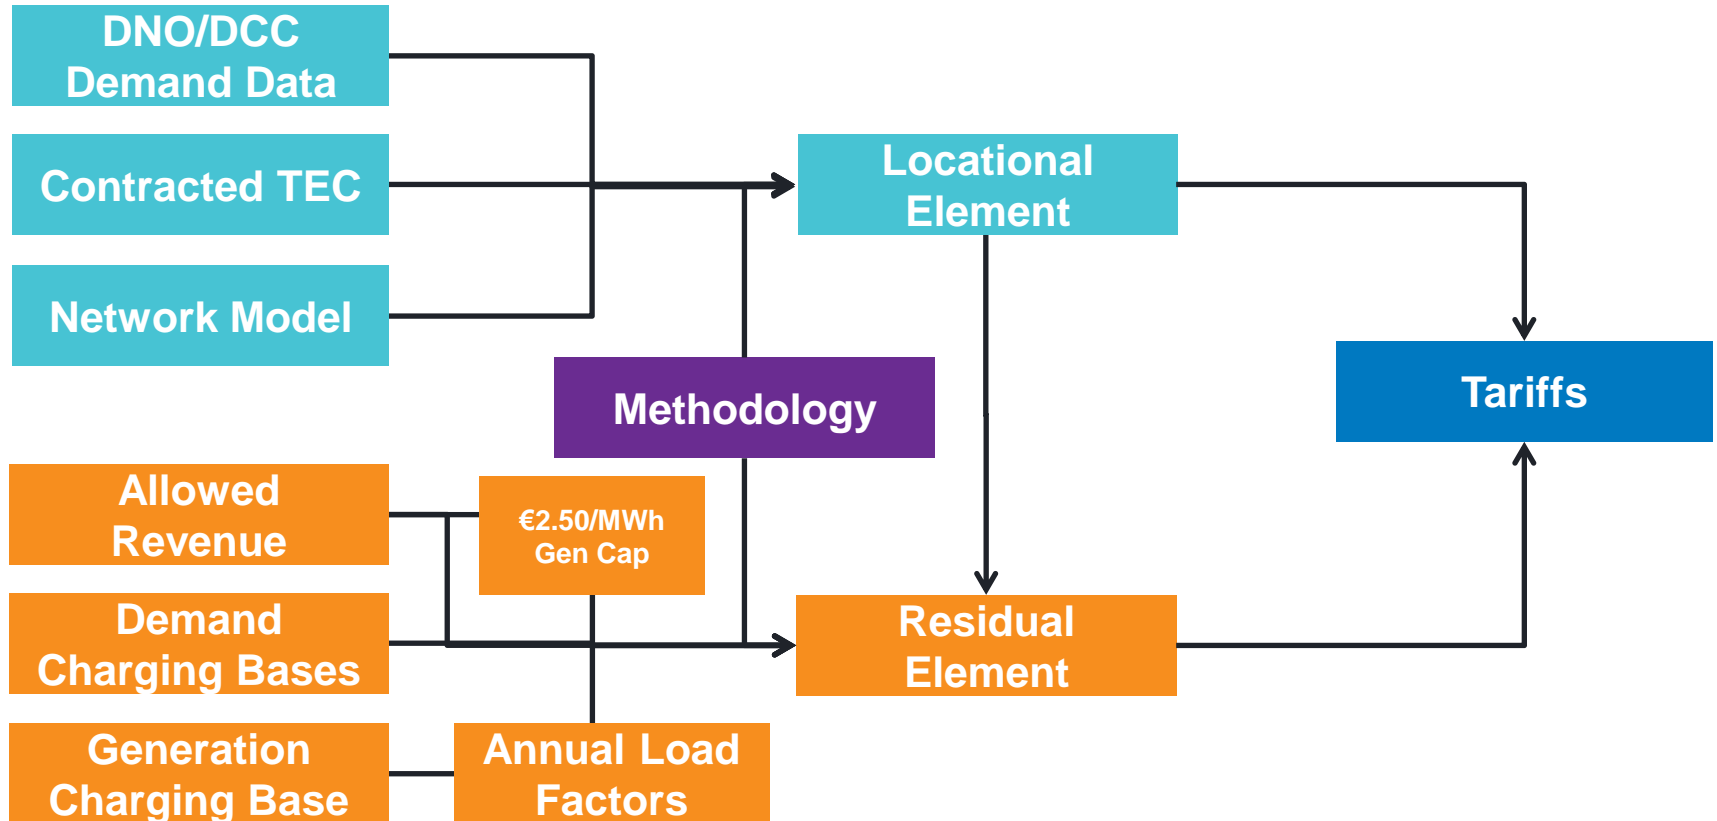 DNO/DCC
Demand Data
Contracted TEC
Locational
Element
Network Model
Methodology
Tariffs
Allowed
Revenue
€2.50/MWh
Gen Cap
Demand
Charging Bases
Residual
Element
Generation
Charging Base
Annual Load
Factors